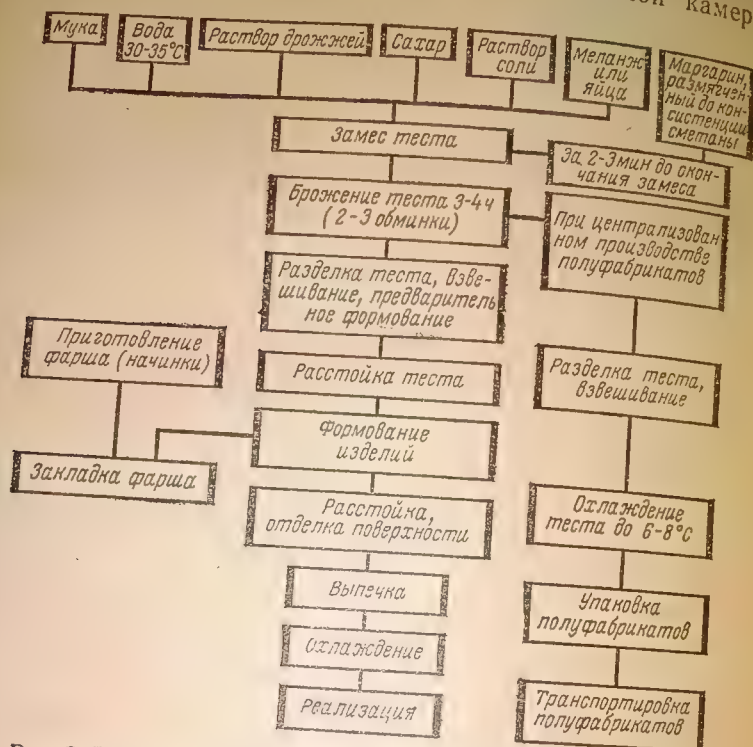 камер
Мука
Вода
30-35°С
Раствор дрожжей
Сахар
Раствор
соли
Меланж
или
яйца
Маргарин,
размягчен-
ный до кон-
систенции
сметаны
Замес теста
За 2-3мин до окон-
чания замеса
Брожение теста 3-4ч
(2-3 обминки)
При централизован
ном производстве
полуфабрикатов
Разделка теста, взве-
шивание, предваритель
ное формование
Приготовление
фарша (начинки)
Расстойка теста
Разделка теста,
взвешивание
Формование
изделий
Закладка фарша
Расстойка,
отделка поверхности
Охлаждение
теста до 6-8°С
Выпечка
Упаковка
полуфабрикатов
Охлаждение
Реализация
Транспортировка
полуфабрикатов